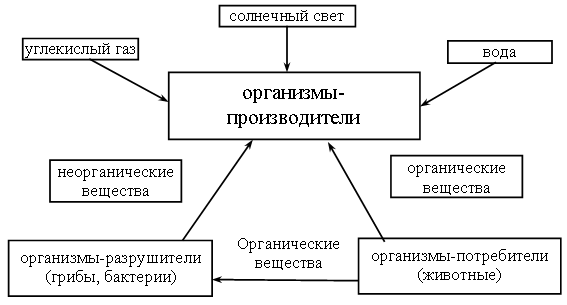 солнечный свет
углекислый газ
вода
организмы-
производители
неорганические
вещества
органические
вещества
организмы-разрушители
(грибы, бактерии)
Органические
вещества
организмы-потребители
(животные)